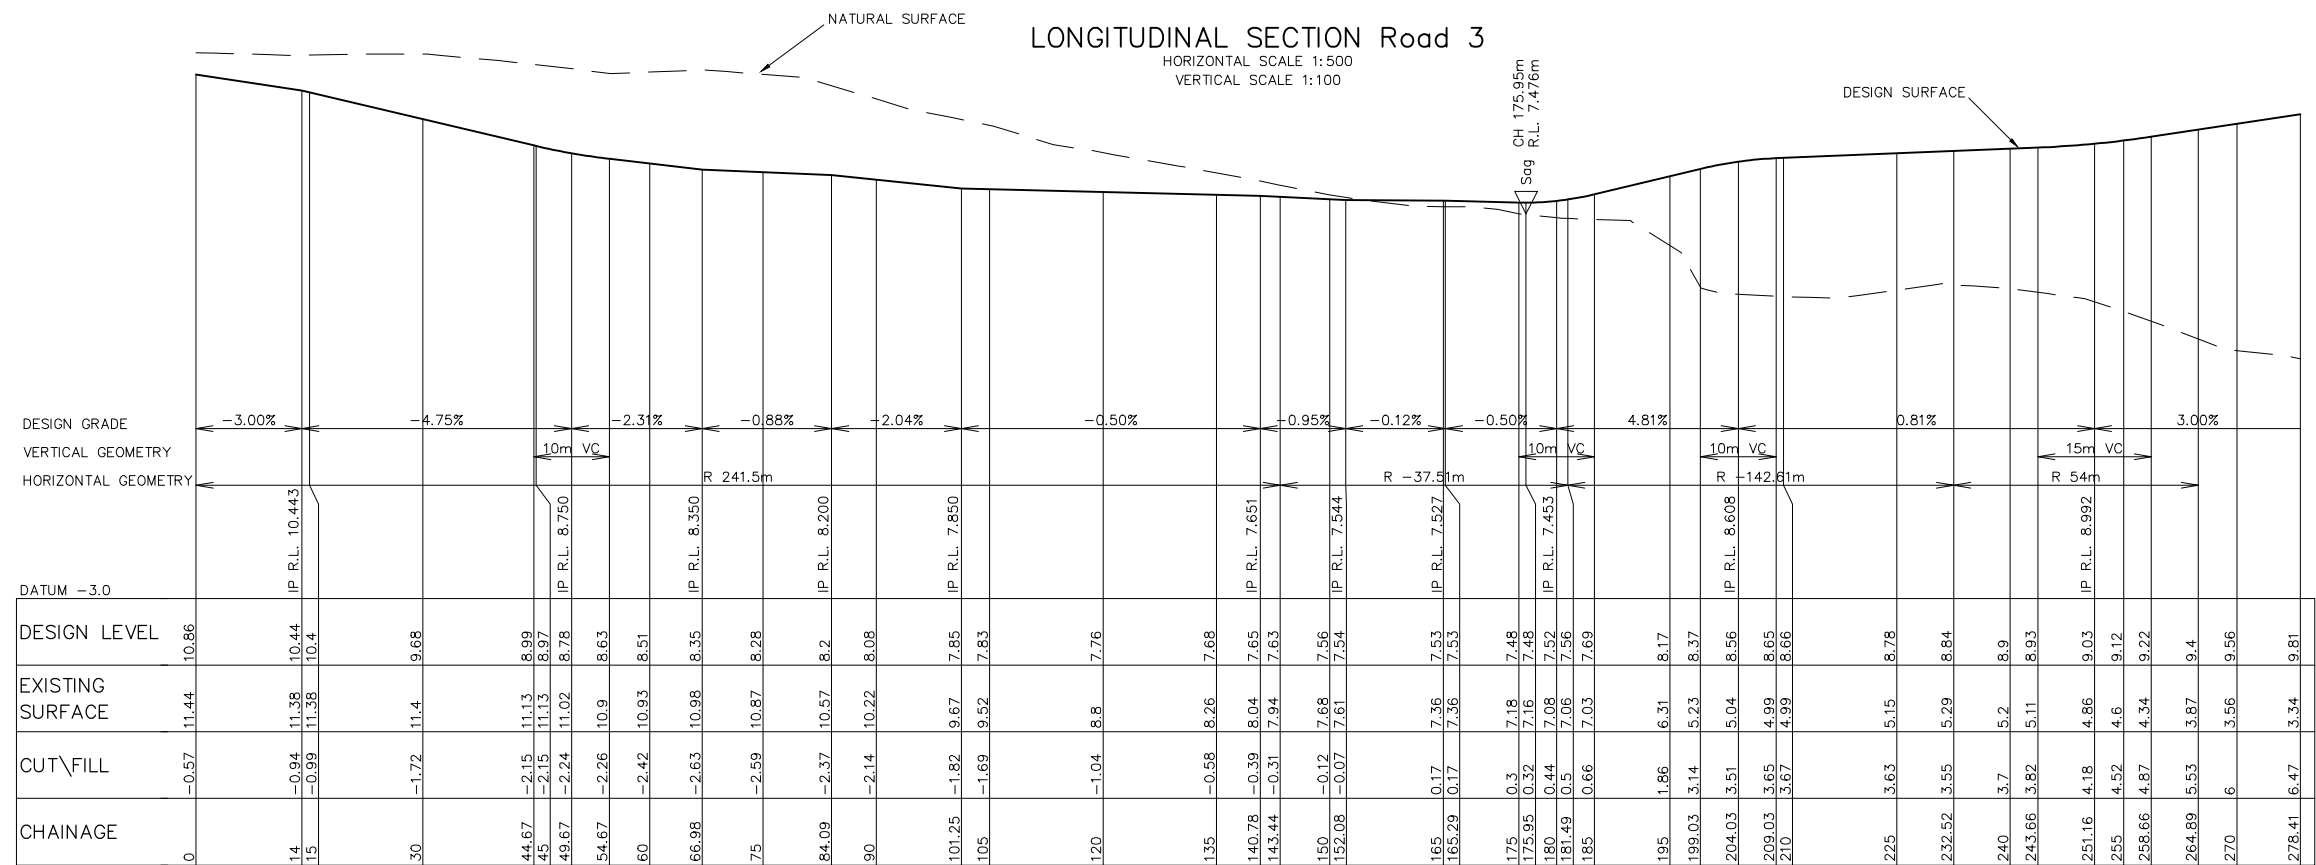 NATURAL SURFACE
LONGITUDINAL SECTION Road 3
HORIZONTAL SCALE 1:500
VERTICAL SCALE 1:100
Sag CH 175.95m
R.L. 7.476m
DESIGN SURFACE
DESIGN GRADE -3.00% -4.75% -2.31% -0.88% -2.04% -0.50% -0.95% -0.12% -0.50% 4.81% 0.81% 3.00%
VERTICAL GEOMETRY 10m VC 10m VC 10m VC 15m VC
HORIZONTAL GEOMETRY R 241.5m R -37.51m R -142.61m R 54m
IP R.L. 10.443
IP R.L. 8.750
IP R.L. 8.350
IP R.L. 8.200
IP R.L. 7.850
IP R.L. 7.651
IP R.L. 7.544
IP R.L. 7.527
IP R.L. 7.453
IP R.L. 8.608
IP R.L. 8.992
DATUM -3.0
DESIGN LEVEL 10.86 10.44 10.4 9.68 8.99 8.97 8.78 8.63 8.51 8.35 8.28 8.2 8.08 7.85 7.83 7.76 7.68 7.65 7.63 7.56 7.54 7.53 7.53 7.48 7.48 7.52 7.56 7.69 8.17 8.37 8.56 8.65 8.66 8.78 8.84 8.9 8.93 9.03 9.12 9.22 9.4 9.56 9.81
EXISTING
SURFACE 11.44 11.38 11.38 11.4 11.13 11.13 11.02 10.9 10.93 10.98 10.87 10.57 10.22 9.67 9.52 8.8 8.26 8.04 7.94 7.68 7.61 7.36 7.36 7.18 7.16 7.08 7.06 7.03 6.31 5.23 5.04 4.99 4.99 5.15 5.29 5.2 5.11 4.86 4.6 4.34 3.87 3.56 3.34
CUT\FILL -0.57 -0.94 -0.99 -1.72 -2.15 -2.15 -2.24 -2.26 -2.42 -2.63 -2.59 -2.37 -2.14 -1.82 -1.69 -1.04 -0.58 -0.39 -0.31 -0.12 -0.07 0.17 0.17 0.3 0.32 0.44 0.5 0.66 1.86 3.14 3.51 3.65 3.67 3.63 3.55 3.7 3.82 4.18 4.52 4.87 5.53 6 6.47
CHAINAGE 0 14 15 30 44.67 45 49.67 54.67 60 66.98 75 84.09 90 101.25 105 120 135 140.78 143.44 150 152.08 165 165.29 175 175.95 180 181.49 185 195 199.03 204.03 209.03 210 225 232.52 240 243.66 251.16 255 258.66 264.89 270 278.41